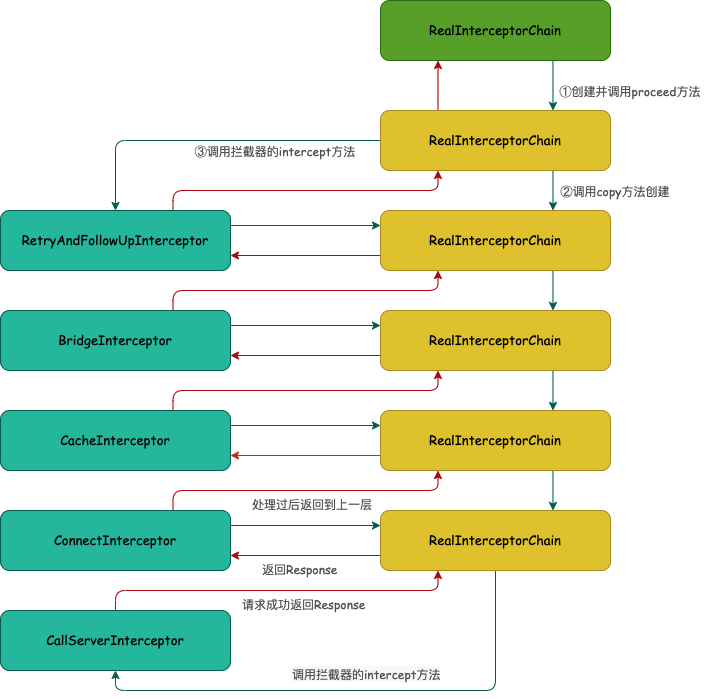 RealInterceptorChain
①创建并调用proceed方法
RealInterceptorChain
③调用拦截器的intercept方法
②调用copy方法创建
RetryAndFollowUpInterceptor
RealInterceptorChain
BridgeInterceptor
RealInterceptorChain
CacheInterceptor
RealInterceptorChain
处理过后返回到上一层
ConnectInterceptor
RealInterceptorChain
返回Response
请求成功返回Response
CallServerInterceptor
调用拦截器的intercept方法